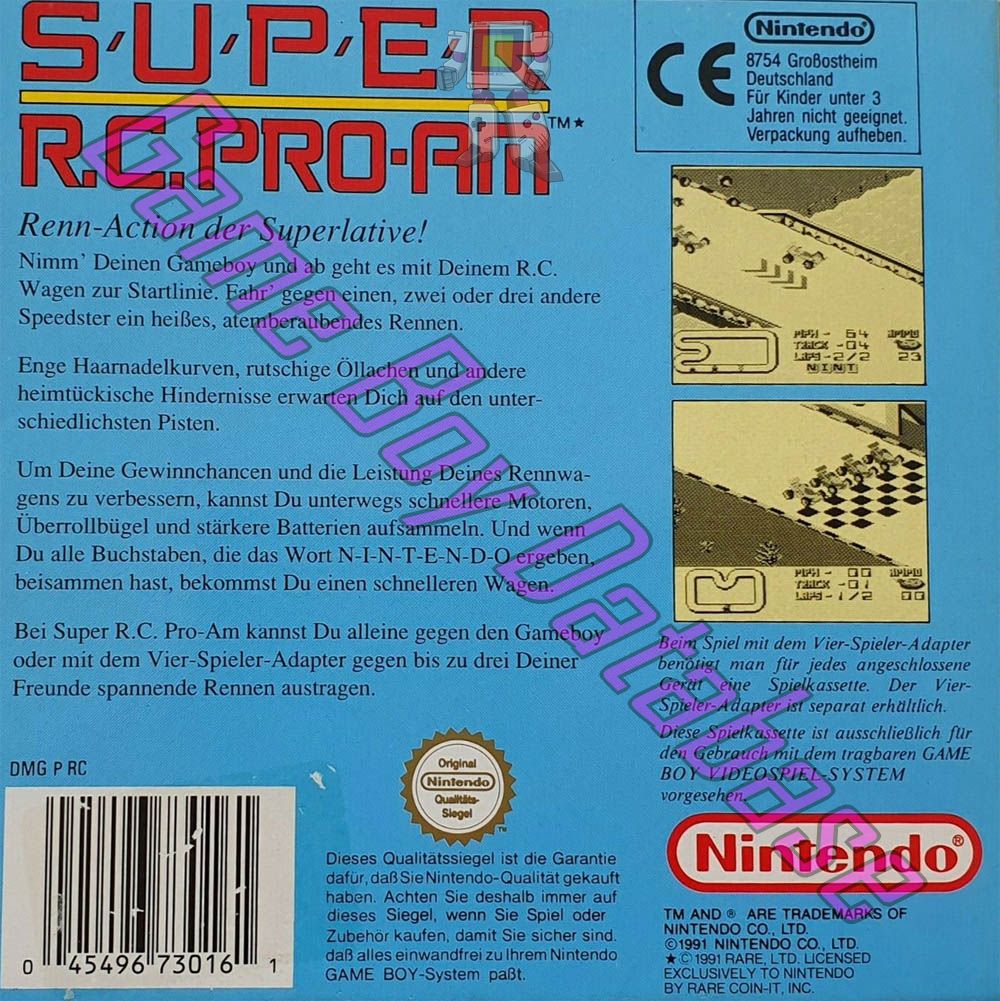 S·U·P·E·R
R.C. PRO-AM™★
Renn-Action der Superlative!
Nimm’ Deinen Gameboy und ab geht es mit Deinem R.C.
Wagen zur Startlinie. Fahr’ gegen einen, zwei oder drei andere
Speedster ein heißes, atemberaubendes Rennen.
Enge Haarnadelkurven, rutschige Öllachen und andere
heimtückische Hindernisse erwarten Dich auf den unter-
schiedlichsten Pisten.
Um Deine Gewinnchancen und die Leistung Deines Rennwa-
gens zu verbessern, kannst Du unterwegs schnellere Motoren,
Überrollbügel und stärkere Batterien aufsammeln. Und wenn
Du alle Buchstaben, die das Wort N-I-N-T-E-N-D-O ergeben,
beisammen hast, bekommst Du einen schnelleren Wagen.
Bei Super R.C. Pro-Am kannst Du alleine gegen den Gameboy
oder mit dem Vier-Spieler-Adapter gegen bis zu drei Deiner
Freunde spannende Rennen austragen.
DMG P RC
0 45496 73016 1
Original
Nintendo
Qualitäts-
Siegel
TM
Dieses Qualitätssiegel ist die Garantie
dafür, daß Sie Nintendo-Qualität gekauft
haben. Achten Sie deshalb immer auf
dieses Siegel, wenn Sie Spiel oder
Zubehör kaufen, damit Sie sicher sind.
daß alles einwandfrei zu Ihrem Nintendo
GAME BOY-System paßt.
CE
Nintendo®
8754 Großostheim
Deutschland
Für Kinder unter 3
Jahren nicht geeignet.
Verpackung aufheben.
MPH - 64 AMMO
TRACK -04
LAPS-2/2 23
NINT
MPH - 00 AMMO
TRACK -01
LAPS-1/2 00
Beim Spiel mit dem Vier-Spieler-Adapter
benötigt man für jedes angeschlossene
Gerät eine Spielkassette. Der Vier-
Spieler-Adapter ist separat erhältlich.
Diese Spielkassette ist ausschließlich für
den Gebrauch mit dem tragbaren GAME
BOY VIDEOSPIEL-SYSTEM
vorgesehen.
Nintendo®
TM AND ® ARE TRADEMARKS OF
NINTENDO CO., LTD.
©1991 NINTENDO CO., LTD.
★©1991 RARE, LTD. LICENSED
EXCLUSIVELY TO NINTENDO
BY RARE COIN-IT, INC.
Game Boy Database